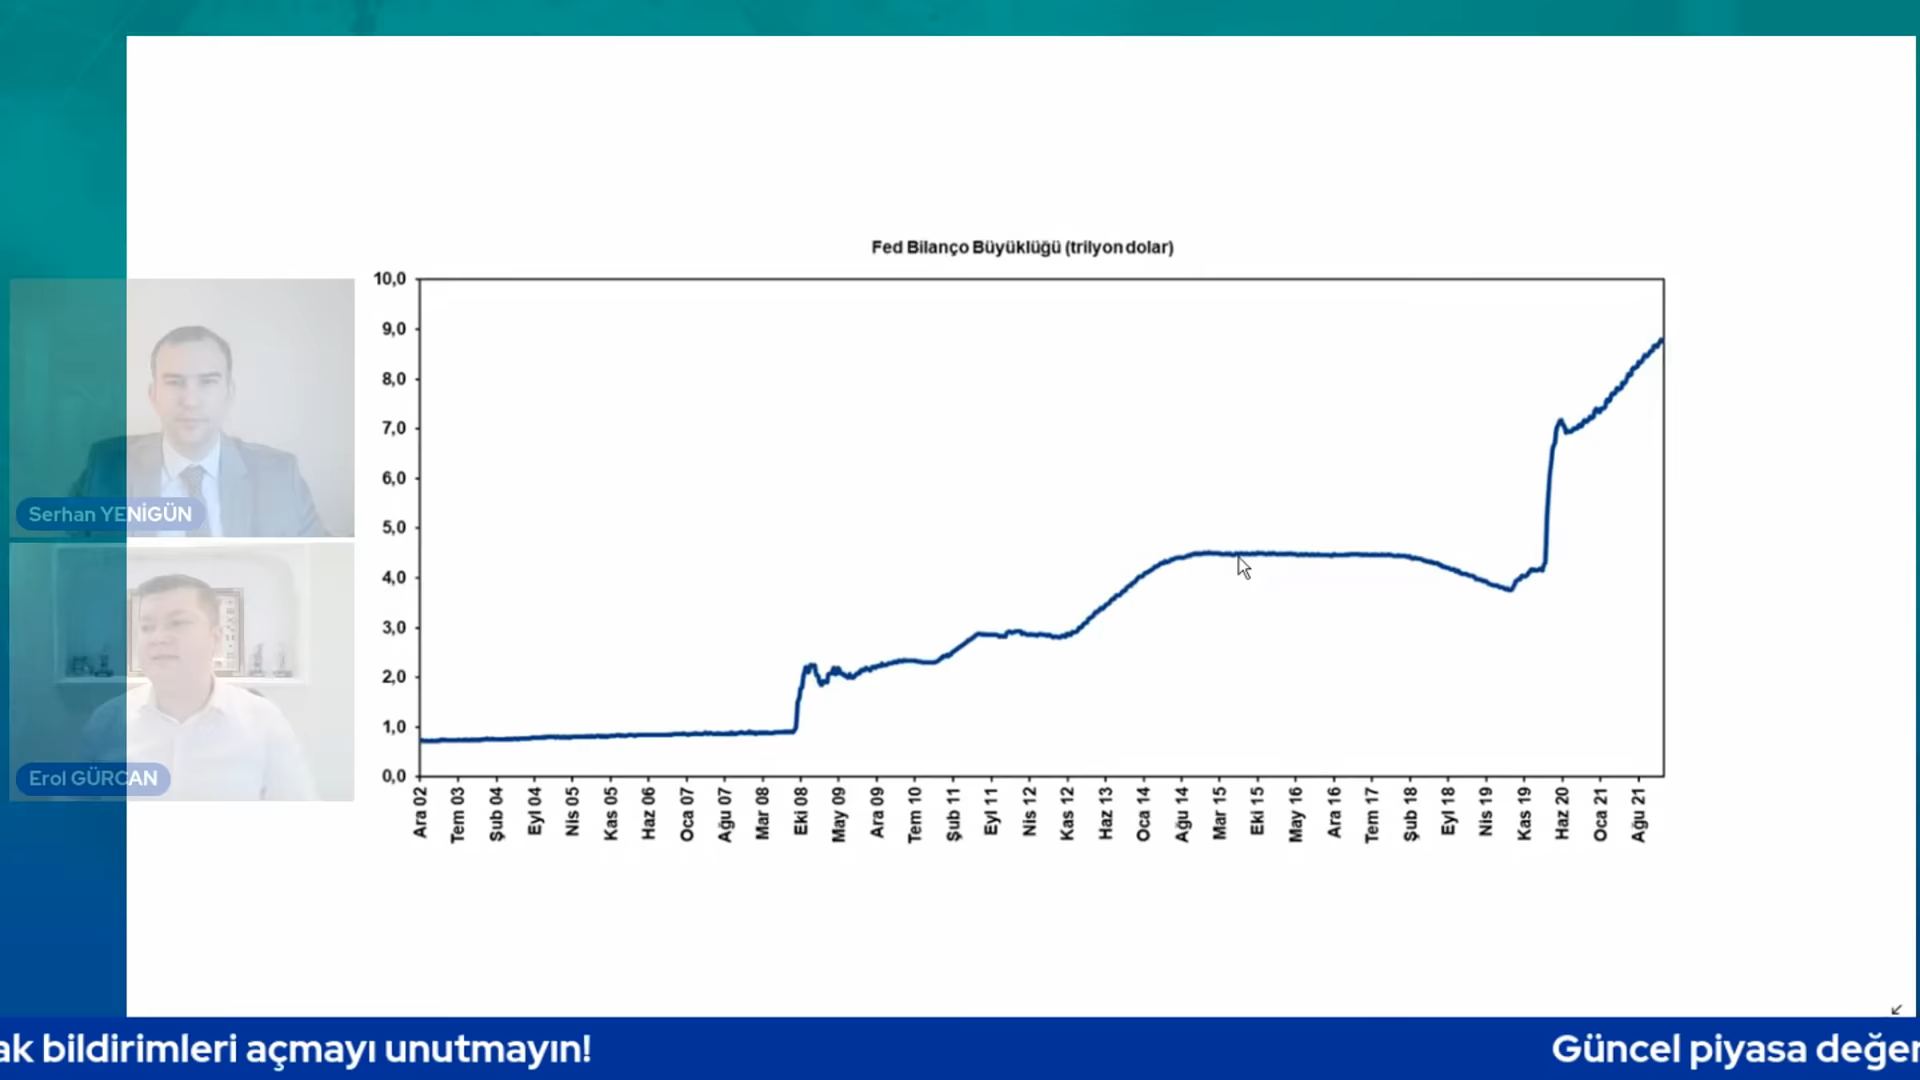 Fed Bilanço Büyüklüğü (trilyon dolar)
10,0
9,0
8,0
7,0
6,0
5,0
4,0
3,0
2,0
1,0
0,0
Ara 02
Tem 03
Şub 04
Eyl 04
Nis 05
Kas 05
Haz 06
Oca 07
Ağu 07
Mar 08
Eki 08
May 09
Ara 09
Tem 10
Şub 11
Eyl 11
Nis 12
Kas 12
Haz 13
Oca 14
Ağu 14
Mar 15
Eki 15
May 16
Ara 16
Tem 17
Şub 18
Eyl 18
Nis 19
Kas 19
Haz 20
Oca 21
Ağu 21
Serhan YENİGÜN
Erol GÜRCAN
ak bildirimleri açmayı unutmayın!
Güncel piyasa değer